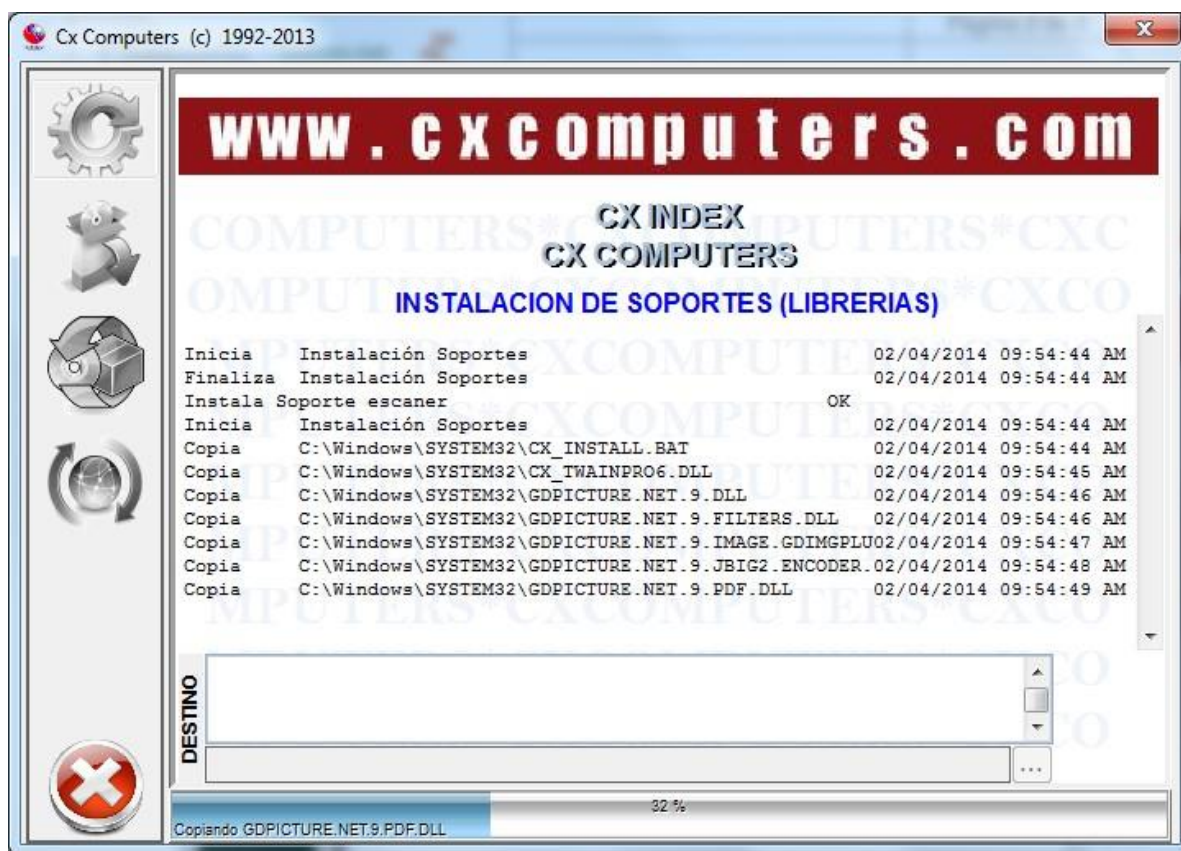 Cx Computers (c) 1992-2013
www.cxcomputers.com
CX INDEX
CX COMPUTERS
INSTALACION DE SOPORTES (LIBRERIAS)
Inicia Instalación Soportes 02/04/2014 09:54:44 AM
Finaliza Instalación Soportes 02/04/2014 09:54:44 AM
Instala Soporte escaner OK
Inicia Instalación Soportes 02/04/2014 09:54:44 AM
Copia C:\Windows\SYSTEM32\CX_INSTALL.BAT 02/04/2014 09:54:44 AM
Copia C:\Windows\SYSTEM32\CX_TWAINPRO6.DLL 02/04/2014 09:54:45 AM
Copia C:\Windows\SYSTEM32\GDPICTURE.NET.9.DLL 02/04/2014 09:54:46 AM
Copia C:\Windows\SYSTEM32\GDPICTURE.NET.9.FILTERS.DLL 02/04/2014 09:54:46 AM
Copia C:\Windows\SYSTEM32\GDPICTURE.NET.9.IMAGE.GDIMGPLU02/04/2014 09:54:47 AM
Copia C:\Windows\SYSTEM32\GDPICTURE.NET.9.JBIG2.ENCODER.02/04/2014 09:54:48 AM
Copia C:\Windows\SYSTEM32\GDPICTURE.NET.9.PDF.DLL 02/04/2014 09:54:49 AM
DESTINO
...
32 %
Copiando GDPICTURE.NET.9.PDF.DLL